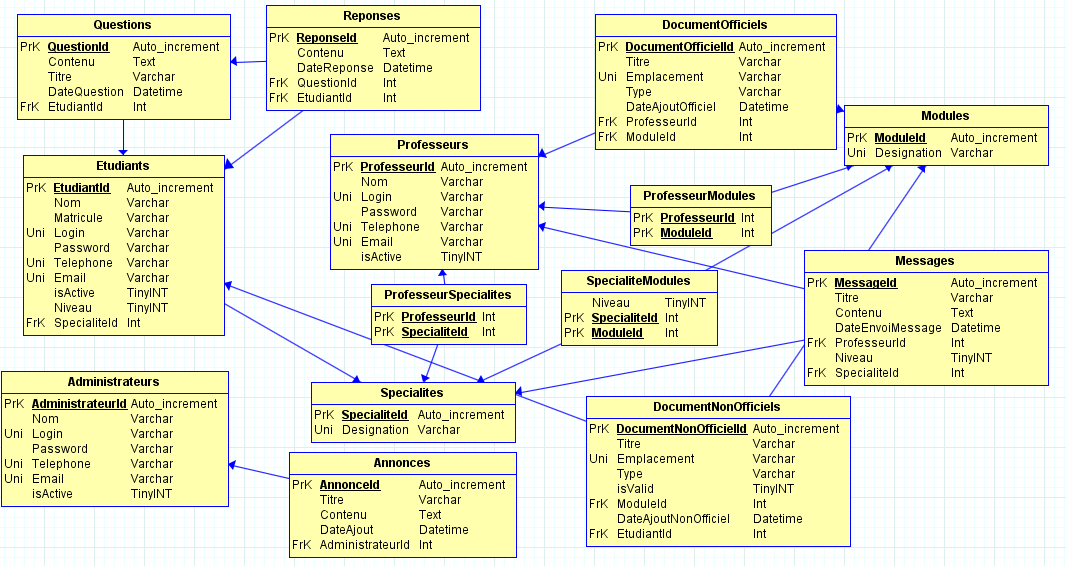 Questions
PrK QuestionId Auto_increment
Contenu Text
Titre Varchar
DateQuestion Datetime
FrK EtudiantId Int
Reponses
PrK ReponseId Auto_increment
Contenu Text
DateReponse Datetime
FrK QuestionId Int
FrK EtudiantId Int
DocumentOfficiels
PrK DocumentOfficielId Auto_increment
Titre Varchar
Uni Emplacement Varchar
Type Varchar
DateAjoutOfficiel Datetime
FrK ProfesseurId Int
FrK ModuleId Int
Modules
PrK ModuleId Auto_increment
Uni Designation Varchar
Etudiants
PrK EtudiantId Auto_increment
Nom Varchar
Matricule Varchar
Uni Login Varchar
Password Varchar
Uni Telephone Varchar
Uni Email Varchar
isActive TinyINT
Niveau TinyINT
FrK SpecialiteId Int
Professeurs
PrK ProfesseurId Auto_increment
Nom Varchar
Uni Login Varchar
Password Varchar
Uni Telephone Varchar
Uni Email Varchar
isActive TinyINT
ProfesseurModules
PrK ProfesseurId Int
PrK ModuleId Int
ProfesseurSpecialites
PrK ProfesseurId Int
PrK SpecialiteId Int
SpecialiteModules
Niveau TinyINT
PrK SpecialiteId Int
PrK ModuleId Int
Messages
PrK MessageId Auto_increment
Titre Varchar
Contenu Text
DateEnvoiMessage Datetime
FrK ProfesseurId Int
Niveau TinyINT
FrK SpecialiteId Int
Administrateurs
PrK AdministrateurId Auto_increment
Nom Varchar
Uni Login Varchar
Password Varchar
Uni Telephone Varchar
Uni Email Varchar
isActive TinyINT
Specialites
PrK SpecialiteId Auto_increment
Uni Designation Varchar
Annonces
PrK AnnonceId Auto_increment
Titre Varchar
Contenu Text
DateAjout Datetime
FrK AdministrateurId Int
DocumentNonOfficiels
PrK DocumentNonOfficielId Auto_increment
Titre Varchar
Uni Emplacement Varchar
Type Varchar
isValid TinyINT
FrK ModuleId Int
DateAjoutNonOfficiel Datetime
FrK EtudiantId Int